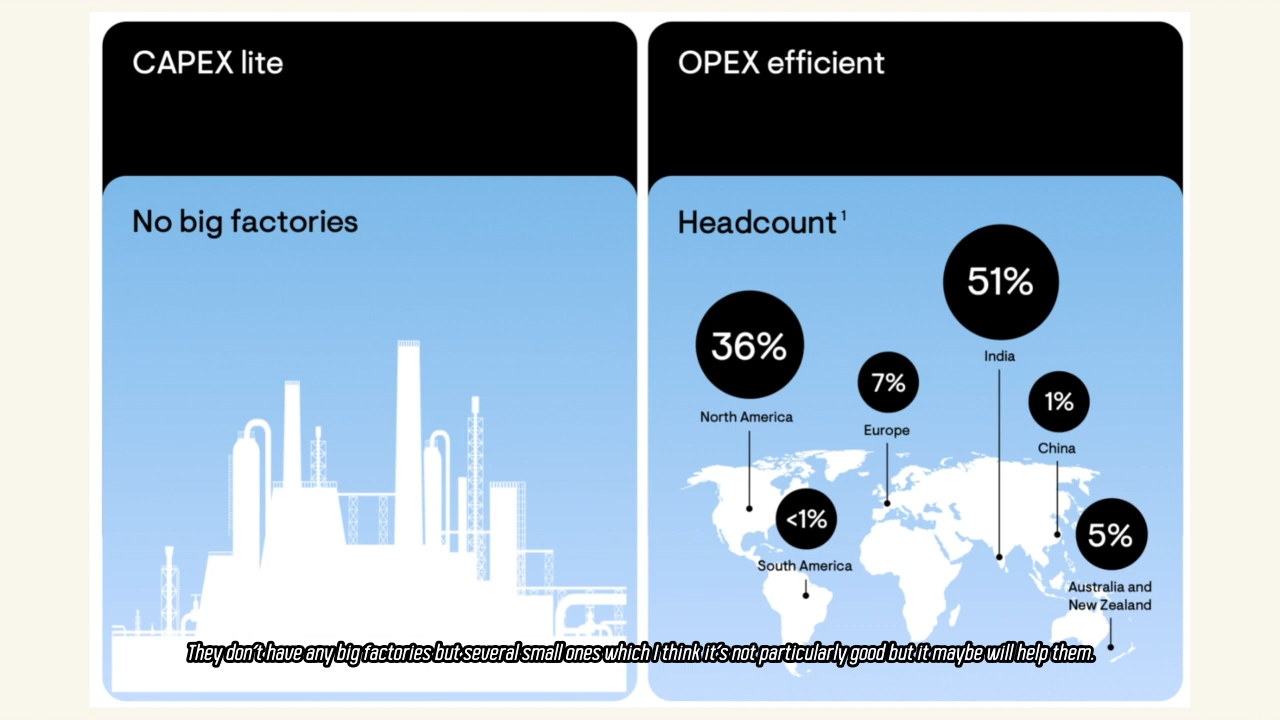 CAPEX lite
No big factories
OPEX efficient
Headcount¹
51%
India
36%
North America
7%
Europe
1%
China
<1%
South America
5%
Australia and
New Zealand
They don't have any big factories but several small ones which I think it's not particularly good but it maybe will help them.